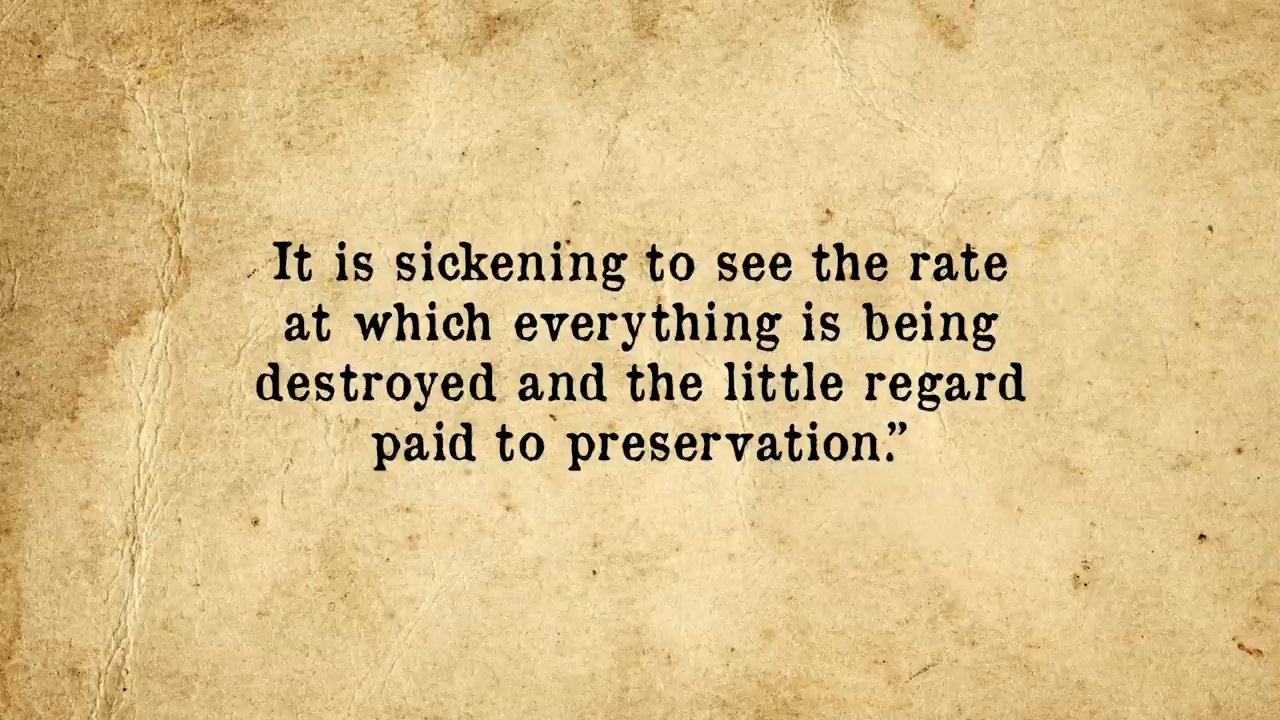 It is sickening to see the rate
at which everything is being
destroyed and the little regard
paid to preservation.”